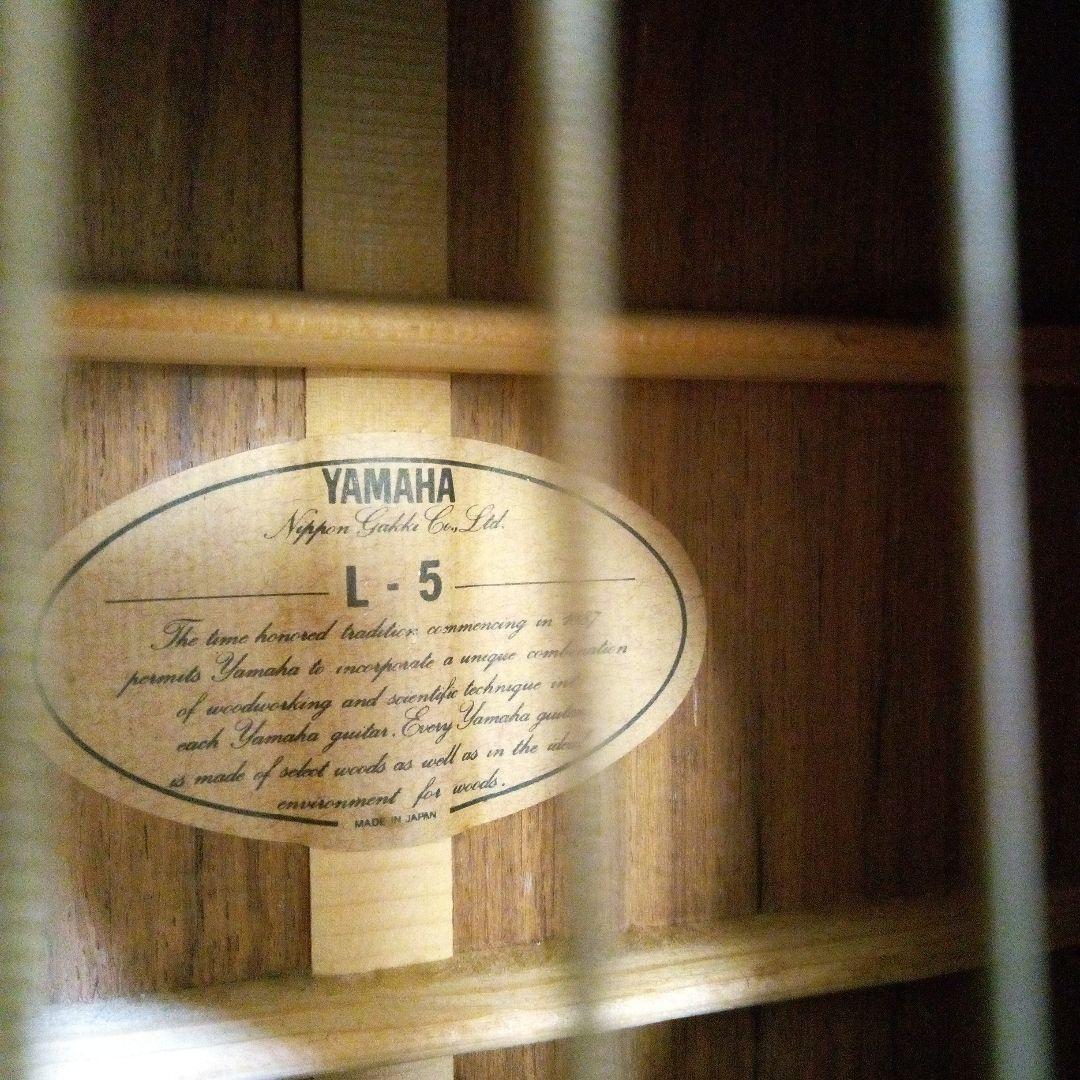 YAMAHA
Nippon Gakki Co., Ltd.
L - 5
The time honored tradition commencing in
permits Yamaha to incorporate a unique combination
of woodworking and scientific technique in
each Yamaha guitar. Every Yamaha guitar
is made of select woods as well as in the ideal
environment for woods.
MADE IN JAPAN